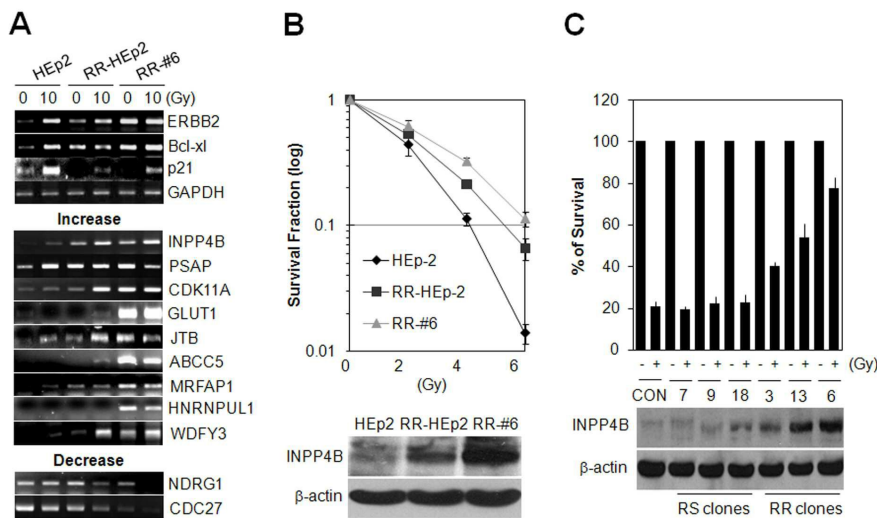 A
HEp2 RR-HEp2 RR-#6
0 10 0 10 0 10 (Gy)
ERBB2
Bcl-xl
p21
GAPDH
Increase
INPP4B
PSAP
CDK11A
GLUT1
JTB
ABCC5
MRFAP1
HNRNPUL1
WDFY3
Decrease
NDRG1
CDC27
B
Survival Fraction (log)
1
0.1
0.01
HEp-2
RR-HEp-2
RR-#6
0 2 4 6
(Gy)
HEp2 RR-HEp2 RR-#6
INPP4B
β-actin
C
% of Survival
120
100
80
60
40
20
0
- + - + - + - + - + - + - + (Gy)
CON 7 9 18 3 13 6
INPP4B
β-actin
RS clones RR clones